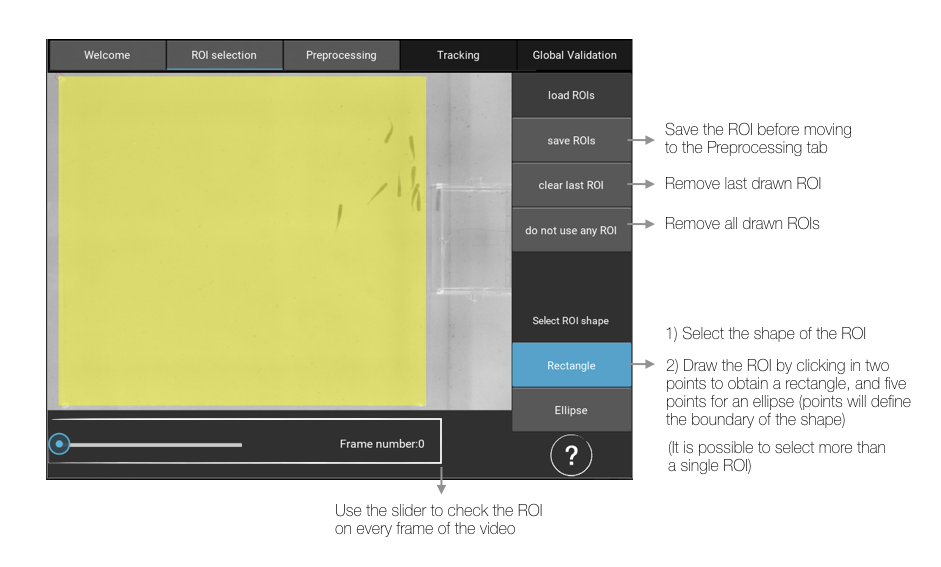 Welcome
ROI selection
Preprocessing
Tracking
Global Validation
load ROIs
save ROIs
clear last ROI
do not use any ROI
Select ROI shape
Rectangle
Ellipse
?
Frame number:0
Save the ROI before moving
to the Preprocessing tab
Remove last drawn ROI
Remove all drawn ROIs
1) Select the shape of the ROI
2) Draw the ROI by clicking in two
points to obtain a rectangle, and five
points for an ellipse (points will define
the boundary of the shape)
(It is possible to select more than
a single ROI)
Use the slider to check the ROI
on every frame of the video